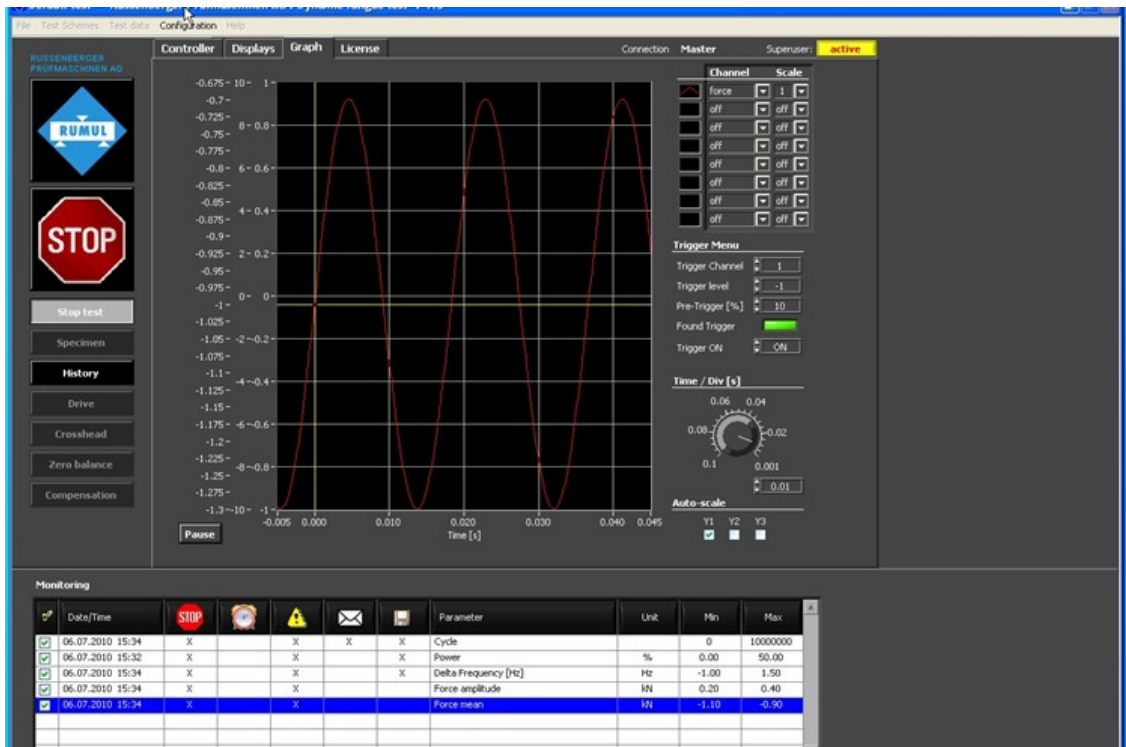 File Test Schemes Test data Configuration Help
RUSSENBERGER
PRÜFMASCHINEN AG
RUMUL
STOP
Stop test
Specimen
History
Drive
Crosshead
Zero balance
Compensation
Controller Displays Graph License
Connection Master Superuser: active
-0.675 10 1
-0.7
-0.725 8 0.8
-0.75
-0.775
-0.8 6 0.6
-0.825
-0.85 4 0.4
-0.875
-0.9
-0.925 2 0.2
-0.95
-0.975 0 0
-1
-1.025
-1.05 -2 -0.2
-1.075
-1.1 -4 -0.4
-1.125
-1.15
-1.175 -6 -0.6
-1.2
-1.225 -8 -0.8
-1.25
-1.275
-1.3 -10 -1
-0.005 0.000 0.010 0.020 0.030 0.040 0.045
Time [s]
Pause
Channel Scale
force 1
off off
off off
off off
off off
off off
off off
off off
Trigger Menu
Trigger Channel 1
Trigger level -1
Pre-Trigger [%] 10
Found Trigger
Trigger ON ON
Time / Div [s]
0.06 0.04
0.08 0.02
0.1 0.001
0.01
Auto-scale
Y1 Y2 Y3
Monitoring
Date/Time STOP Parameter Unit Min Max
06.07.2010 15:34 X X X X Cycle 0 10000000
06.07.2010 15:32 X X X Power % 0.00 50.00
06.07.2010 15:34 X X X Delta Frequency [Hz] Hz -1.00 1.50
06.07.2010 15:34 X X Force amplitude kN 0.20 0.40
06.07.2010 15:34 X X Force mean kN -1.10 -0.90